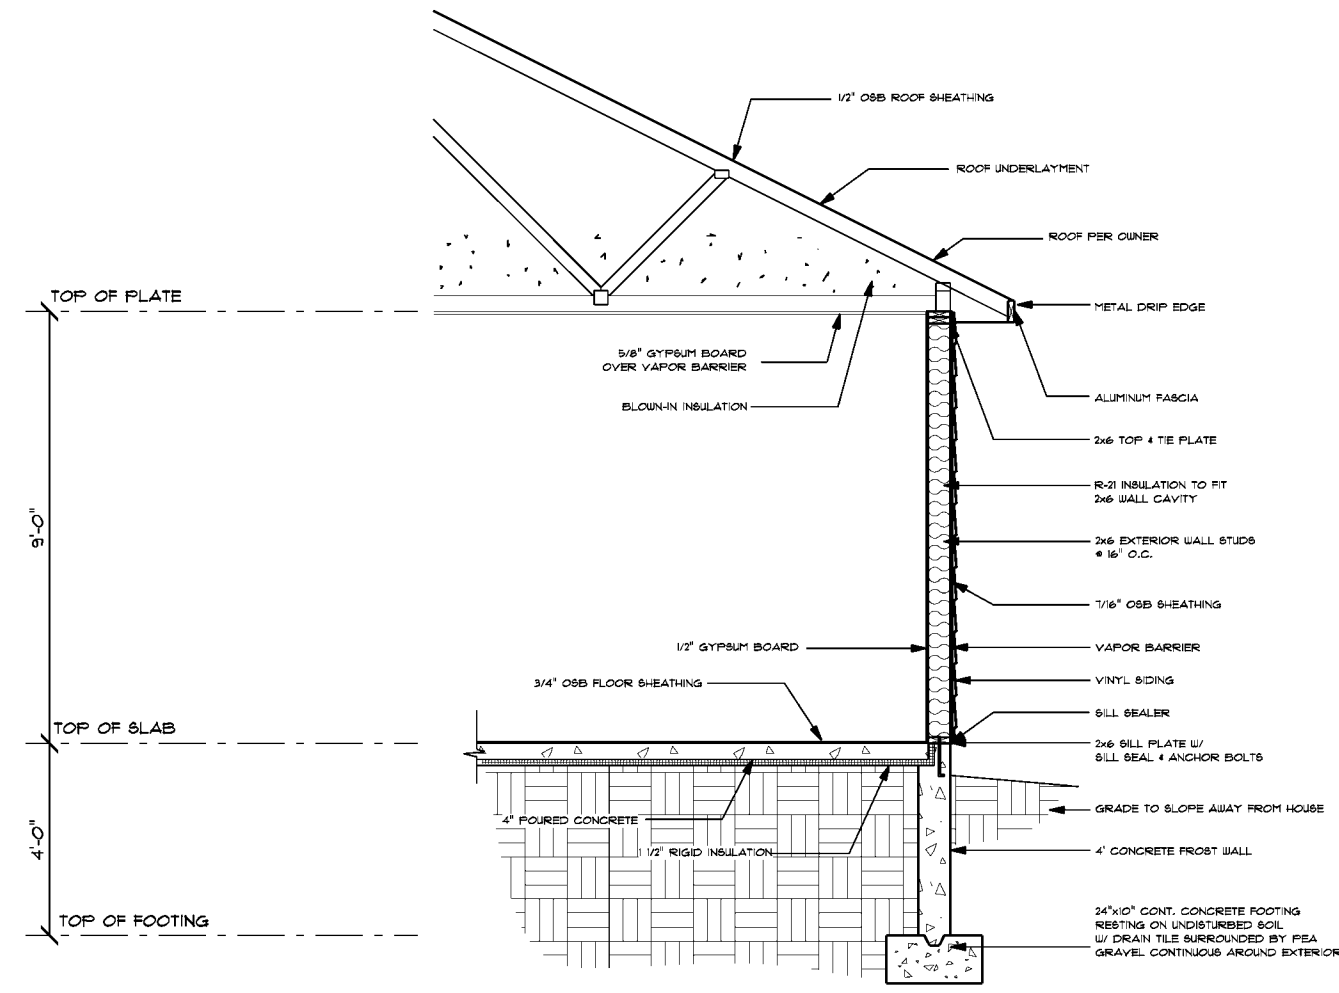 1/2" OSB ROOF SHEATHING
ROOF UNDERLAYMENT
ROOF PER OWNER
TOP OF PLATE
METAL DRIP EDGE
5/8" GYPSUM BOARD
OVER VAPOR BARRIER
ALUMINUM FASCIA
BLOWN-IN INSULATION
2x6 TOP & TIE PLATE
R-21 INSULATION TO FIT
2x6 WALL CAVITY
9'-0"
2x6 EXTERIOR WALL STUDS
@ 16" O.C.
7/16" OSB SHEATHING
1/2" GYPSUM BOARD
VAPOR BARRIER
3/4" OSB FLOOR SHEATHING
VINYL SIDING
SILL SEALER
TOP OF SLAB
2x6 SILL PLATE W/
SILL SEAL & ANCHOR BOLTS
GRADE TO SLOPE AWAY FROM HOUSE
4" POURED CONCRETE
4'-0"
1 1/2" RIGID INSULATION
4' CONCRETE FROST WALL
TOP OF FOOTING
24"x10" CONT. CONCRETE FOOTING
RESTING ON UNDISTURBED SOIL
W/ DRAIN TILE SURROUNDED BY PEA
GRAVEL CONTINUOUS AROUND EXTERIOR